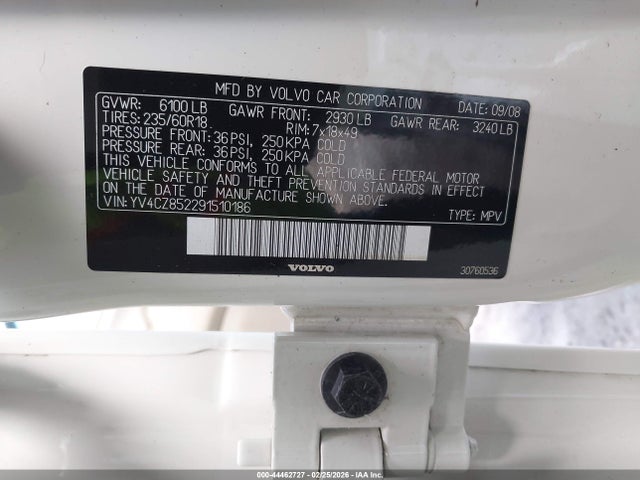 MFD BY VOLVO CAR CORPORATION DATE: 09/08
GVWR: 6100 LB GAWR FRONT: 2930 LB GAWR REAR: 3240 LB
TIRES: 235/60R18, RIM: 7x18x49
PRESSURE FRONT: 36 PSI, 250 KPA COLD
PRESSURE REAR: 36 PSI, 250 KPA COLD
THIS VEHICLE CONFORMS TO ALL APPLICABLE FEDERAL MOTOR
VEHICLE SAFETY AND THEFT PREVENTION STANDARDS IN EFFECT
ON THE DATE OF MANUFACTURE SHOWN ABOVE.
VIN: YV4CZ852291510186 TYPE: MPV
VOLVO 30760536
000-44462727 - 02/25/2026 - IAA Inc.